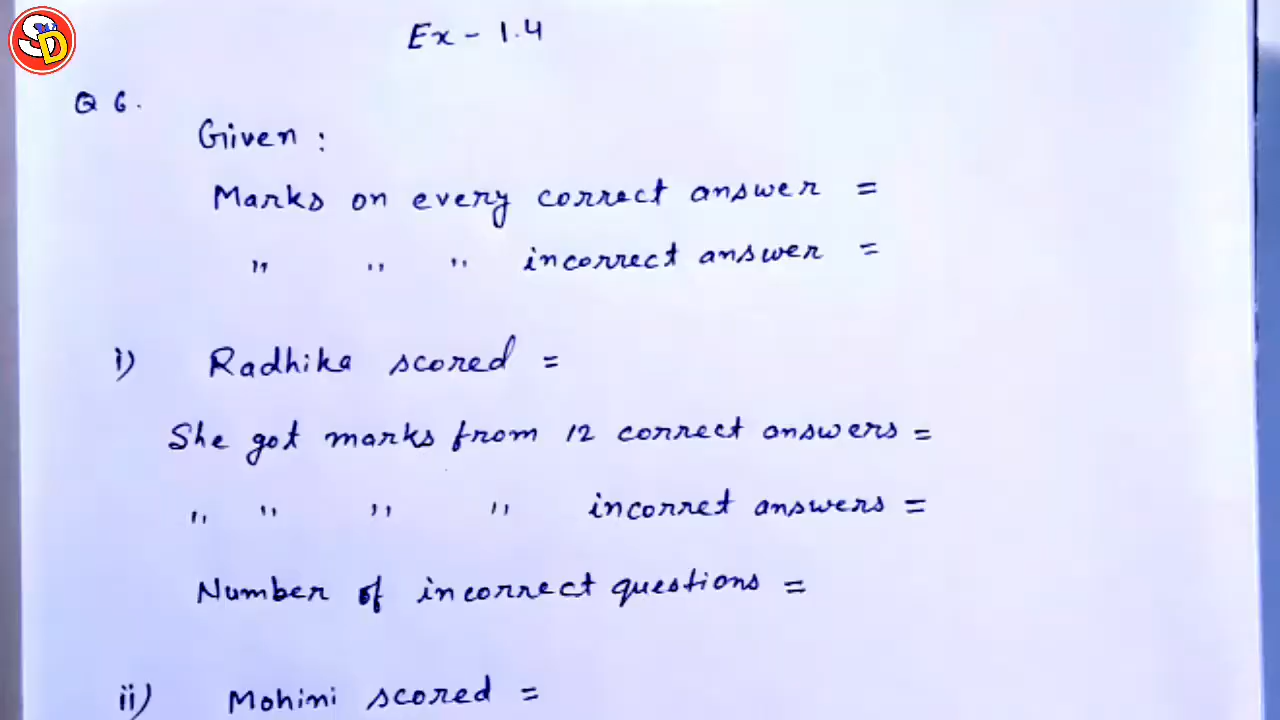 SD
Ex - 1.4
Q 6.
Given :
Marks on every correct answer =
" " " incorrect answer =
i) Radhika scored =
She got marks from 12 correct answers =
" " " " incorrect answers =
Number of incorrect questions =
ii) Mohini scored =